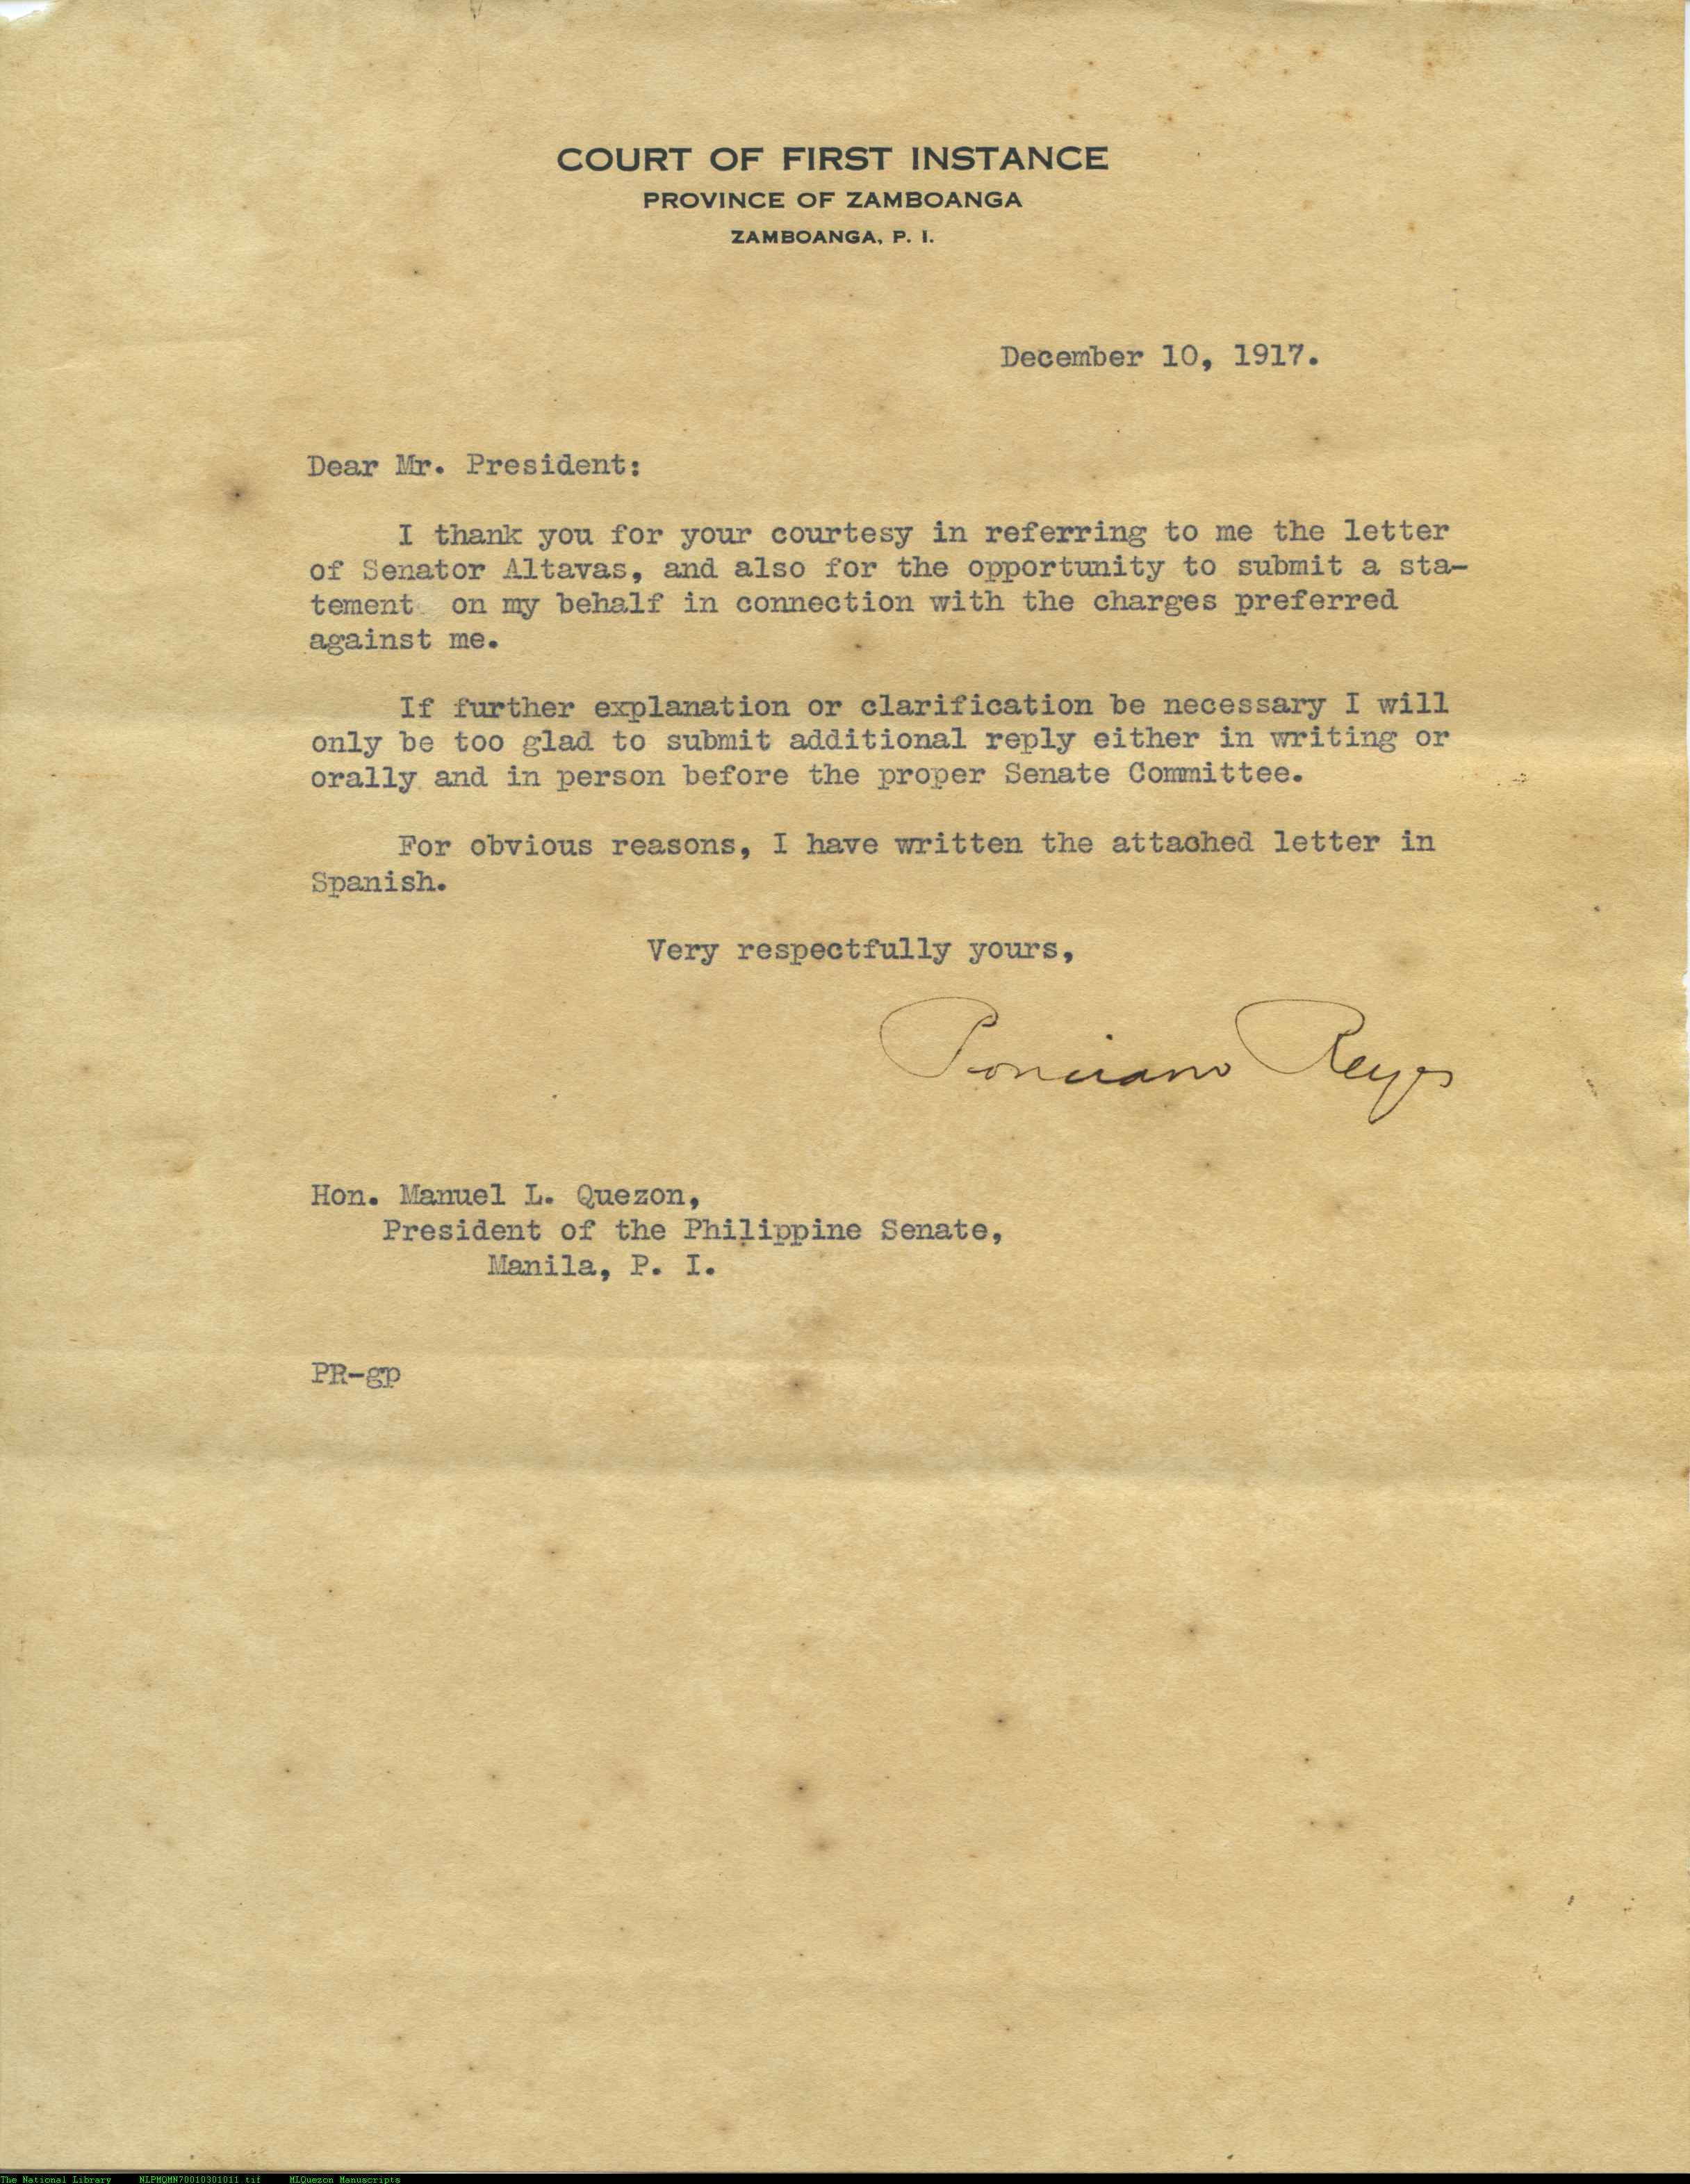 COURT OF FIRST INSTANCE
PROVINCE OF ZAMBOANGA
ZAMBOANGA, P. I.
December 10, 1917.
Dear Mr. President:
I thank you for your courtesy in referring to me the letter
of Senator Altavas, and also for the opportunity to submit a sta-
tement on my behalf in connection with the charges preferred
against me.
If further explanation or clarification be necessary I will
only be too glad to submit additional reply either in writing or
orally and in person before the proper Senate Committee.
For obvious reasons, I have written the attached letter in
Spanish.
Very respectfully yours,
Ponciano Reyes
Hon. Manuel L. Quezon,
President of the Philippine Senate,
Manila, P. I.
PR-gp
The National Library NLPMQMN70010301011.tif MLQuezon Manuscripts